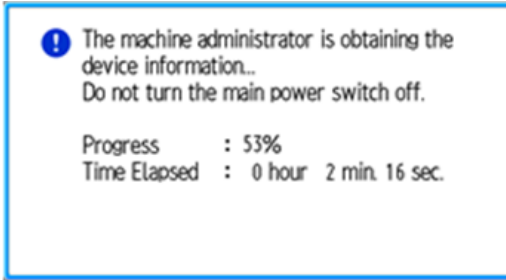 The machine administrator is obtaining the
device information...
Do not turn the main power switch off.
Progress : 53%
Time Elapsed : 0 hour 2 min. 16 sec.